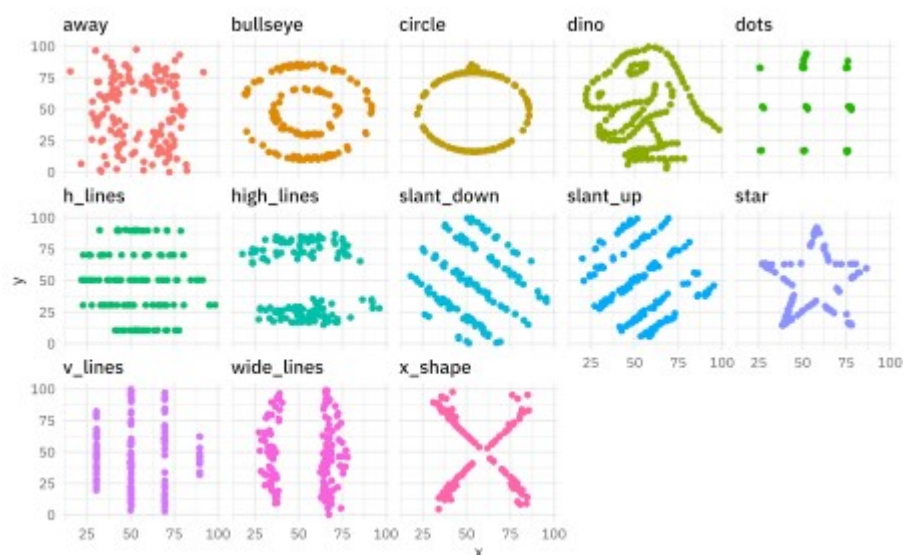 away bullseye circle dino dots
100
75
50
25
0
h_lines high_lines slant_down slant_up star
100
75
50
25
0
y
25 50 75 100 25 50 75 100
v_lines wide_lines x_shape
100
75
50
25
0
25 50 75 100 25 50 75 100 25 50 75 100
x